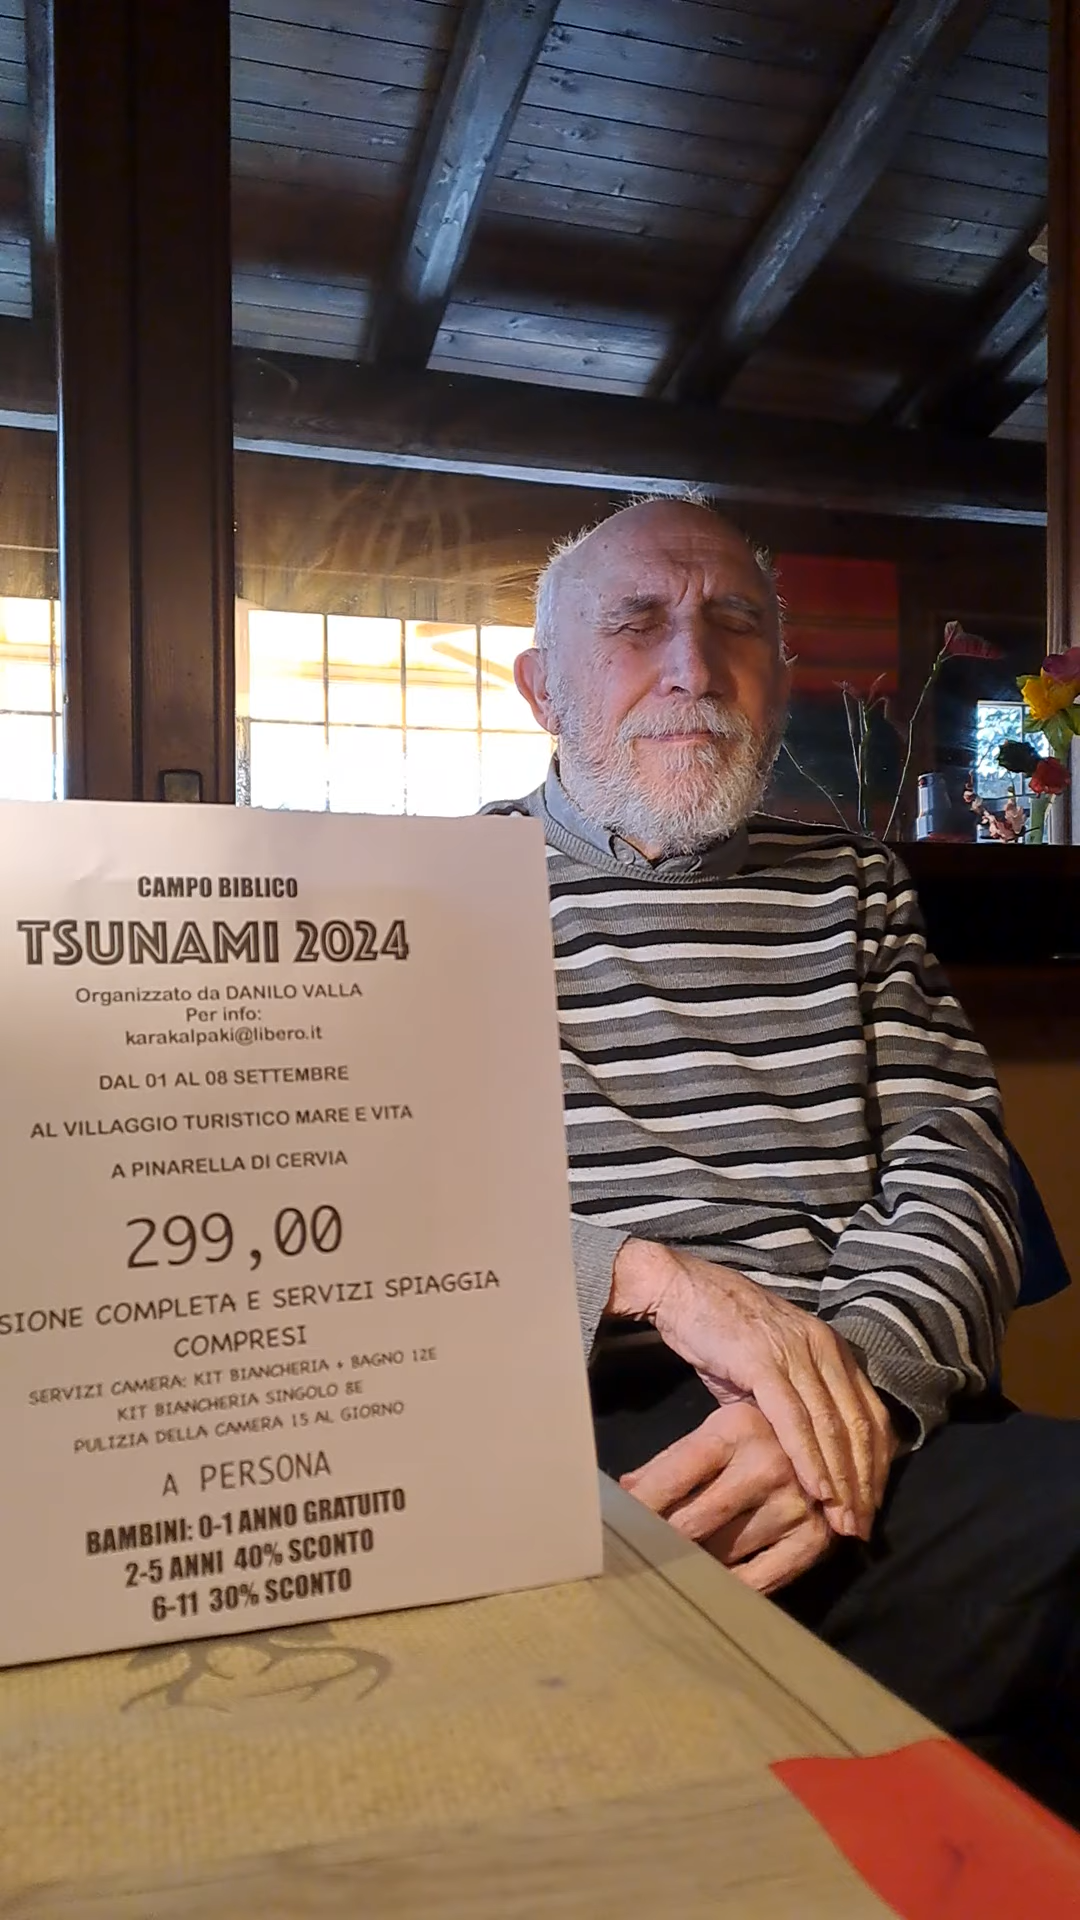 CAMPO BIBLICO
TSUNAMI 2024
Organizzato da DANILO VALLA
Per info:
karakalpaki@libero.it
DAL 01 AL 08 SETTEMBRE
AL VILLAGGIO TURISTICO MARE E VITA
A PINARELLA DI CERVIA
299,00
SIONE COMPLETA E SERVIZI SPIAGGIA
COMPRESI
SERVIZI CAMERA: KIT BIANCHERIA + BAGNO 12E
KIT BIANCHERIA SINGOLO 8E
PULIZIA DELLA CAMERA 15 AL GIORNO
A PERSONA
BAMBINI: 0-1 ANNO GRATUITO
2-5 ANNI 40% SCONTO
6-11 30% SCONTO